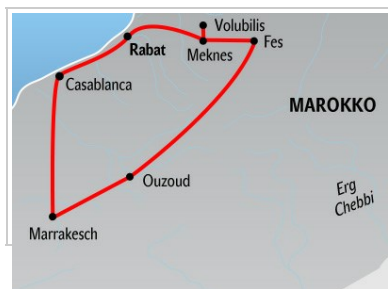 Volubilis
Rabat
Meknes
Fes
Casablanca
MAROKKO
Ouzoud
Erg
Chebbi
Marrakesch